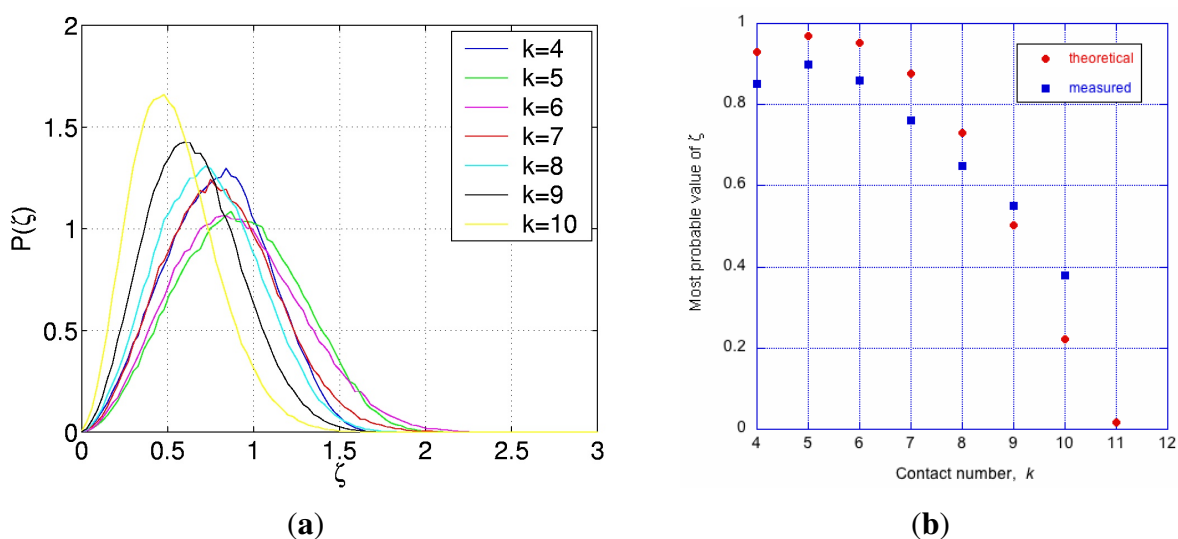 2
1.5
1
0.5
0
P(ζ)
k=4
k=5
k=6
k=7
k=8
k=9
k=10
0 0.5 1 1.5 2 2.5 3
ζ
(a)
1
0.8
0.6
0.4
0.2
0
Most probable value of ζ
theoretical
measured
4 5 6 7 8 9 10 11 12
Contact number, k
(b)